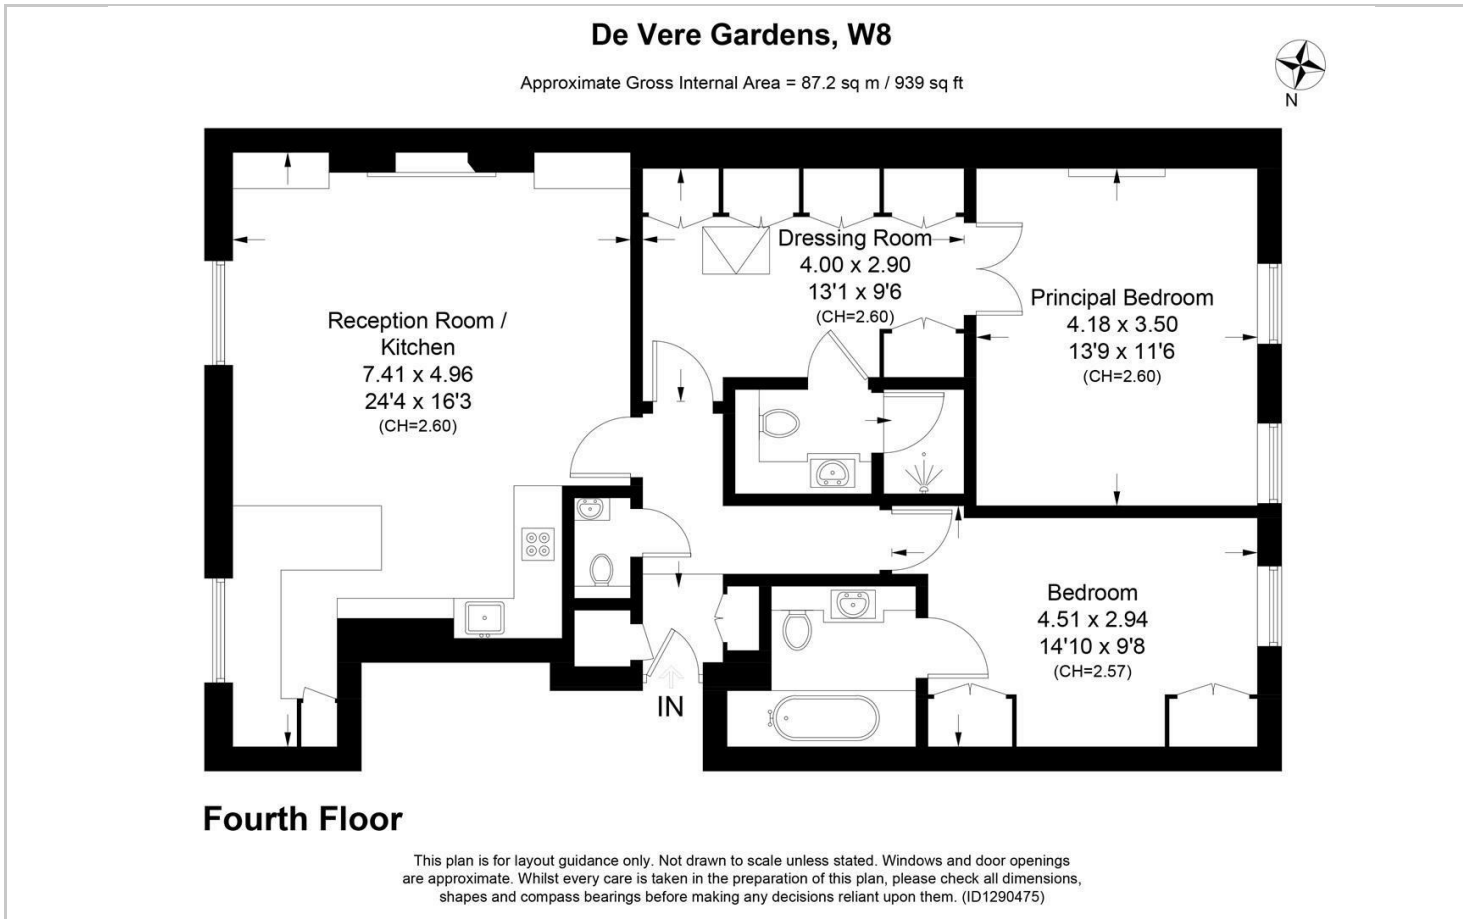 De Vere Gardens, W8
Approximate Gross Internal Area = 87.2 sq m / 939 sq ft
N
Dressing Room
4.00 x 2.90
13'1 x 9'6
(CH=2.60)
Principal Bedroom
4.18 x 3.50
13'9 x 11'6
(CH=2.60)
Reception Room /
Kitchen
7.41 x 4.96
24'4 x 16'3
(CH=2.60)
Bedroom
4.51 x 2.94
14'10 x 9'8
(CH=2.57)
IN
Fourth Floor
This plan is for layout guidance only. Not drawn to scale unless stated. Windows and door openings
are approximate. Whilst every care is taken in the preparation of this plan, please check all dimensions,
shapes and compass bearings before making any decisions reliant upon them. (ID1290475)